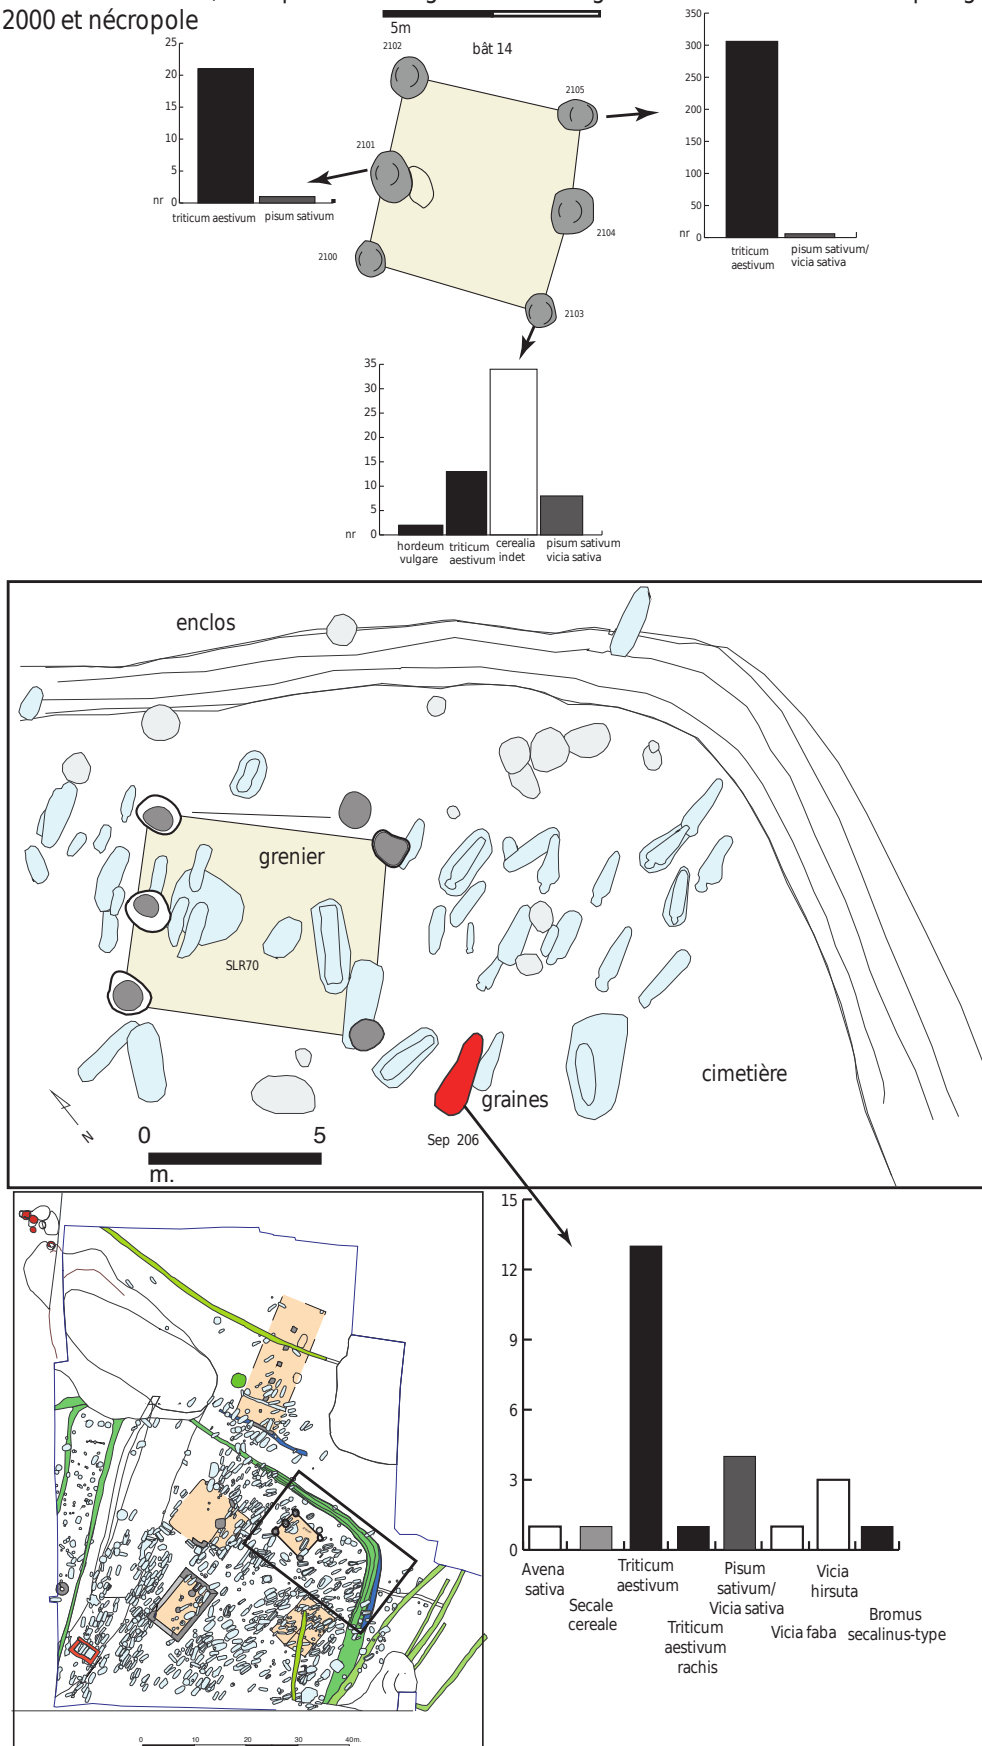 2000 et nécropole
5m
bât 14
2102
2105
2101
2104
2100
2103
25
20
15
10
5
nr 0
triticum aestivum pisum sativum
350
300
250
200
150
100
50
nr 0
triticum
aestivum
pisum sativum/
vicia sativa
35
30
25
20
15
10
5
nr 0
hordeum
vulgare
triticum
aestivum
cerealia
indet
pisum sativum
vicia sativa
enclos
grenier
SLR70
cimetière
graines
Sep 206
N
0 5
m.
15
12
9
6
3
0
Avena
sativa
Secale
cereale
Triticum
aestivum
Triticum
aestivum
rachis
Pisum
sativum/
Vicia sativa
Vicia faba
Vicia
hirsuta
Bromus
secalinus-type
0 10 20 30 40m.